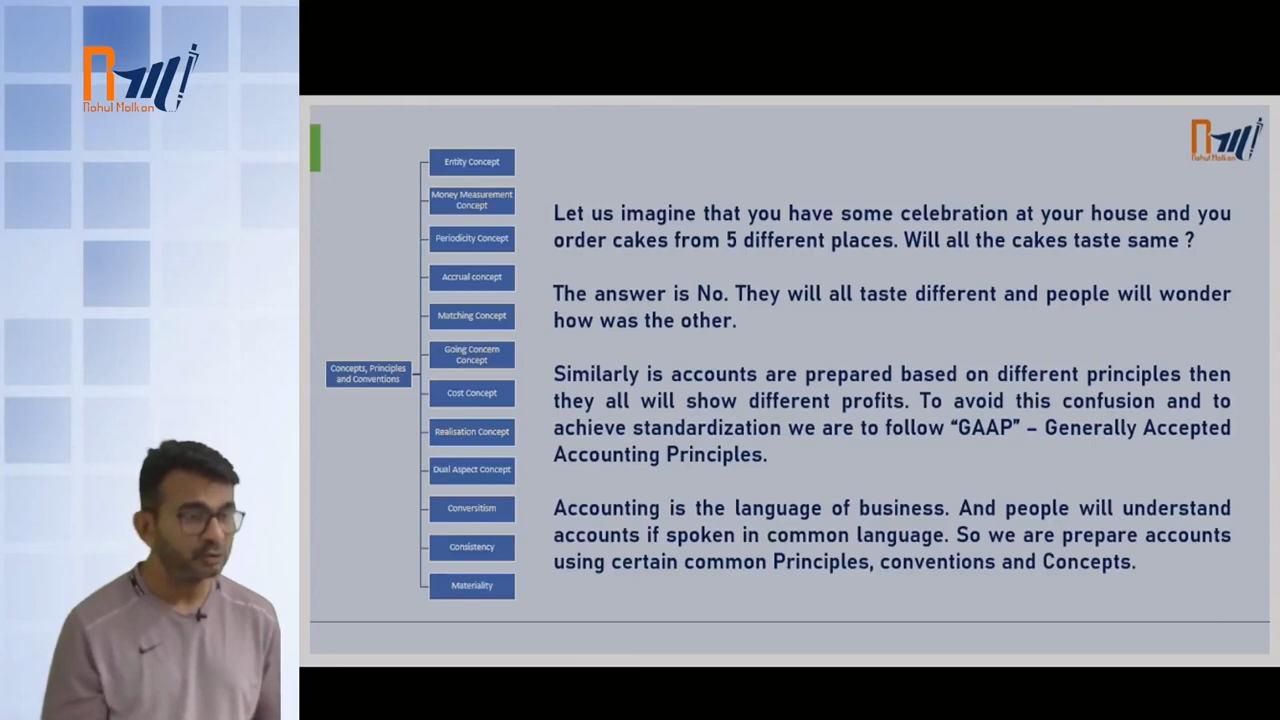 Rahul Malkan
Rahul Malkan
Entity Concept
Money Measurement
Concept
Periodicity Concept
Accrual concept
Matching Concept
Going Concern
Concept
Concepts, Principles
and Conventions
Cost Concept
Realisation Concept
Dual Aspect Concept
Conversitism
Consistency
Materiality
Let us imagine that you have some celebration at your house and you
order cakes from 5 different places. Will all the cakes taste same ?
The answer is No. They will all taste different and people will wonder
how was the other.
Similarly is accounts are prepared based on different principles then
they all will show different profits. To avoid this confusion and to
achieve standardization we are to follow “GAAP” – Generally Accepted
Accounting Principles.
Accounting is the language of business. And people will understand
accounts if spoken in common language. So we are prepare accounts
using certain common Principles, conventions and Concepts.